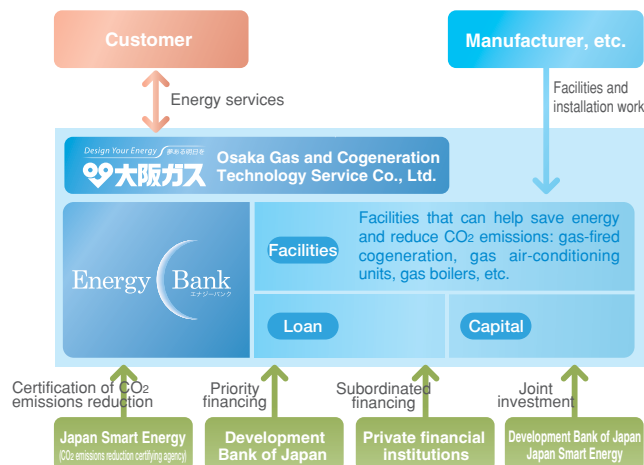 Customer
Manufacturer, etc.
Energy services
Facilities and
installation work
Design Your Energy 夢ある明日を
大阪ガス
Osaka Gas and Cogeneration
Technology Service Co., Ltd.
Energy Bank
エナジーバンク
Facilities
Facilities that can help save energy
and reduce CO2 emissions: gas-fired
cogeneration, gas air-conditioning
units, gas boilers, etc.
Loan
Capital
Certification of CO2
emissions reduction
Priority
financing
Subordinated
financing
Joint
investment
Japan Smart Energy
(CO2 emissions reduction certifying agency)
Development
Bank of Japan
Private financial
institutions
Development Bank of Japan
Japan Smart Energy